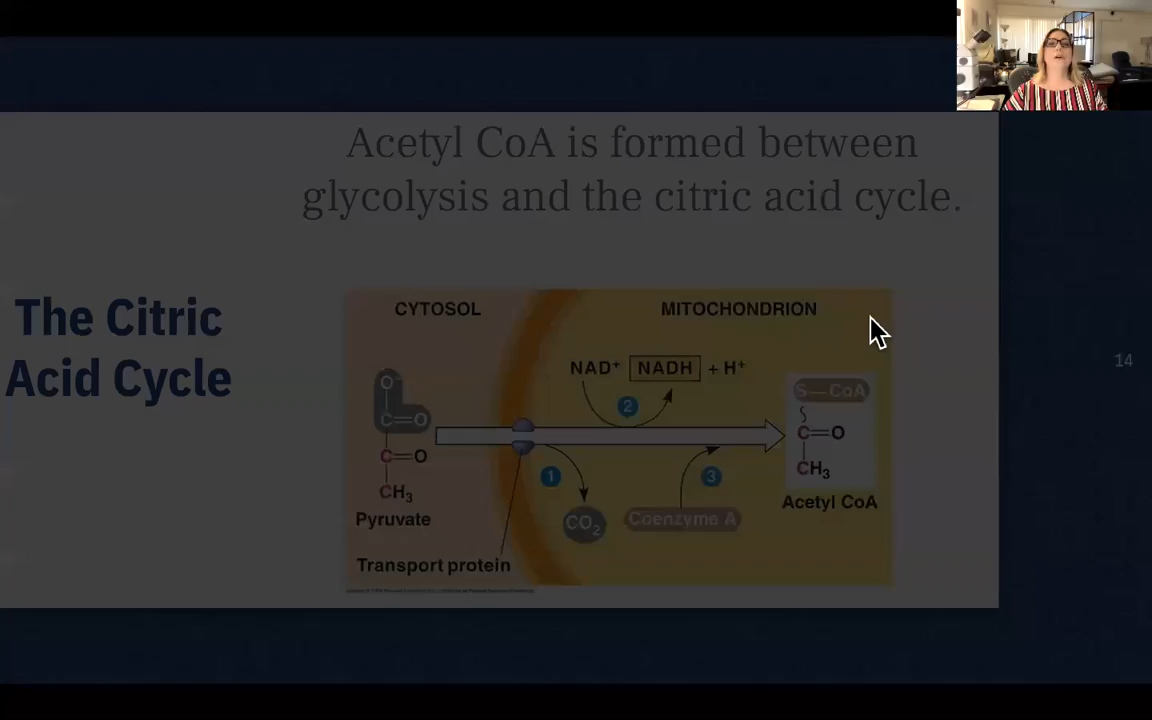 Acetyl CoA is formed between
glycolysis and the citric acid cycle.
The Citric
Acid Cycle
14
CYTOSOL
MITOCHONDRION
NAD⁺ NADH + H⁺
O⁻
C=O
C=O
CH₃
Pyruvate
Transport protein
1
2
3
CO₂
Coenzyme A
S—CoA
C=O
CH₃
Acetyl CoA